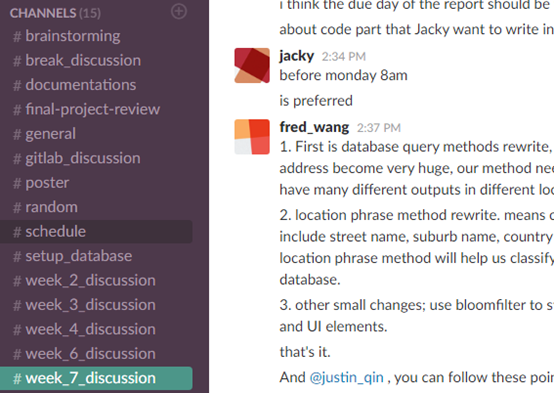 CHANNELS (15)
# brainstorming
# break_discussion
# documentations
# final-project-review
# general
# gitlab_discussion
# poster
# random
# schedule
# setup_database
# week_2_discussion
# week_3_discussion
# week_4_discussion
# week_6_discussion
# week_7_discussion
i think the due day of the report should be
about code part that Jacky want to write in
jacky 2:34 PM
before monday 8am
is preferred
fred_wang 2:37 PM
1. First is database query methods rewrite,
address become very huge, our method
have many different outputs in different
2. location phrase method rewrite. means
include street name, suburb name, country
location phrase method will help us classify
database.
3. other small changes; use bloomfilter to
and UI elements.
that's it.
And @justin_qin , you can follow these